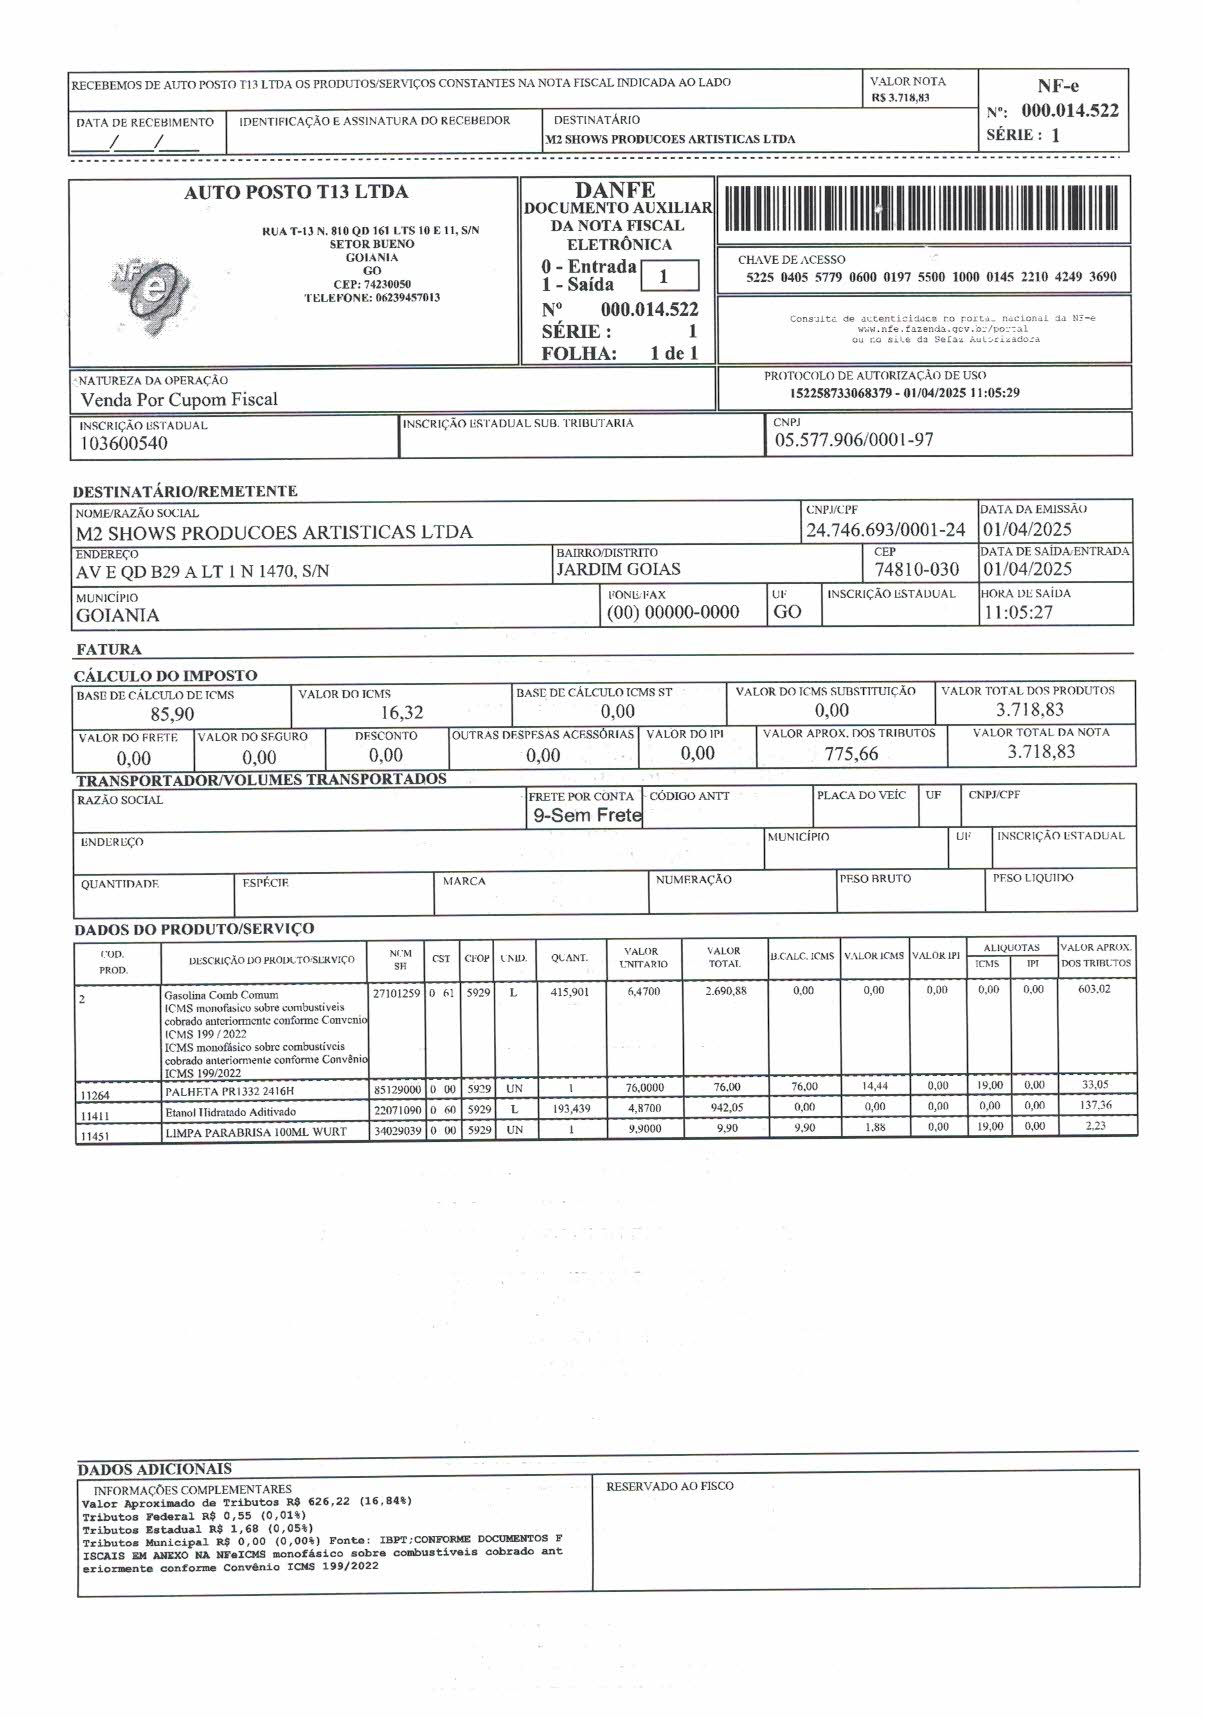 RECEBEMOS DE AUTO POSTO T13 LTDA OS PRODUTOS/SERVIÇOS CONSTANTES NA NOTA FISCAL INDICADA AO LADO
VALOR NOTA
R$ 3.718,83
NF-e
Nº: 000.014.522
SÉRIE : 1
DATA DE RECEBIMENTO
___/___/___
IDENTIFICAÇÃO E ASSINATURA DO RECEBEDOR
DESTINATÁRIO
M2 SHOWS PRODUCOES ARTISTICAS LTDA
AUTO POSTO T13 LTDA
RUA T-13 N. 810 QD 161 LTS 10 E 11, S/N
SETOR BUENO
GOIANIA
GO
CEP: 74230050
TELEFONE: 06239457013
NFe
DANFE
DOCUMENTO AUXILIAR
DA NOTA FISCAL
ELETRÔNICA
0 - Entrada
1 - Saída
1
Nº 000.014.522
SÉRIE : 1
FOLHA: 1 de 1
CHAVE DE ACESSO
5225 0405 5779 0600 0197 5500 1000 0145 2210 4249 3690
Consulta de autenticidade no portal nacional da NF-e
www.nfe.fazenda.gov.br/portal
ou no site da Sefaz Autorizadora
NATUREZA DA OPERAÇÃO
Venda Por Cupom Fiscal
PROTOCOLO DE AUTORIZAÇÃO DE USO
152258733068379 - 01/04/2025 11:05:29
INSCRIÇÃO ESTADUAL
103600540
INSCRIÇÃO ESTADUAL SUB. TRIBUTARIA
CNPJ
05.577.906/0001-97
DESTINATÁRIO/REMETENTE
NOME/RAZÃO SOCIAL
M2 SHOWS PRODUCOES ARTISTICAS LTDA
CNPJ/CPF
24.746.693/0001-24
DATA DA EMISSÃO
01/04/2025
ENDEREÇO
AV E QD B29 A LT 1 N 1470, S/N
BAIRRO/DISTRITO
JARDIM GOIAS
CEP
74810-030
DATA DE SAÍDA/ENTRADA
01/04/2025
MUNICÍPIO
GOIANIA
FONE/FAX
(00) 00000-0000
UF
GO
INSCRIÇÃO ESTADUAL
HORA DE SAÍDA
11:05:27
FATURA
CÁLCULO DO IMPOSTO
BASE DE CÁLCULO DE ICMS
85,90
VALOR DO ICMS
16,32
BASE DE CÁLCULO ICMS ST
0,00
VALOR DO ICMS SUBSTITUIÇÃO
0,00
VALOR TOTAL DOS PRODUTOS
3.718,83
VALOR DO FRETE
0,00
VALOR DO SEGURO
0,00
DESCONTO
0,00
OUTRAS DESPESAS ACESSÓRIAS
0,00
VALOR DO IPI
0,00
VALOR APROX. DOS TRIBUTOS
775,66
VALOR TOTAL DA NOTA
3.718,83
TRANSPORTADOR/VOLUMES TRANSPORTADOS
RAZÃO SOCIAL
FRETE POR CONTA
9-Sem Frete
CÓDIGO ANTT
PLACA DO VEÍC
UF
CNPJ/CPF
ENDEREÇO
MUNICÍPIO
UF
INSCRIÇÃO ESTADUAL
QUANTIDADE
ESPÉCIE
MARCA
NUMERAÇÃO
PESO BRUTO
PESO LIQUIDO
DADOS DO PRODUTO/SERVIÇO
COD. PROD. DESCRIÇÃO DO PRODUTO/SERVIÇO NCM SH CST CFOP UNID. QUANT. VALOR UNITARIO VALOR TOTAL B.CALC. ICMS VALOR ICMS VALOR IPI ALIQUOTAS ICMS IPI VALOR APROX. DOS TRIBUTOS
2 Gasolina Comb Comum 27101259 0 61 5929 L 415,901 6,4700 2.690,88 0,00 0,00 0,00 0,00 0,00 603,02
ICMS monofasico sobre combustiveis
cobrado anteriormente conforme Convenio
ICMS 199 / 2022
ICMS monofásico sobre combustíveis
cobrado anteriormente conforme Convênio
ICMS 199/2022
11264 PALHETA PR1332 2416H 85129000 0 00 5929 UN 1 76,0000 76,00 76,00 14,44 0,00 19,00 0,00 33,05
11411 Etanol Hidratado Aditivado 22071090 0 60 5929 L 193,439 4,8700 942,05 0,00 0,00 0,00 0,00 0,00 137,36
11451 LIMPA PARABRISA 100ML WURT 34029039 0 00 5929 UN 1 9,9000 9,90 9,90 1,88 0,00 19,00 0,00 2,23
DADOS ADICIONAIS
INFORMAÇÕES COMPLEMENTARES
Valor Aproximado de Tributos R$ 626,22 (16,84%)
Tributos Federal R$ 0,55 (0,01%)
Tributos Estadual R$ 1,68 (0,05%)
Tributos Municipal R$ 0,00 (0,00%) Fonte: IBPT;CONFORME DOCUMENTOS F
ISCAIS EM ANEXO NA NFeICMS monofásico sobre combustíveis cobrado ant
eriormente conforme Convênio ICMS 199/2022
RESERVADO AO FISCO